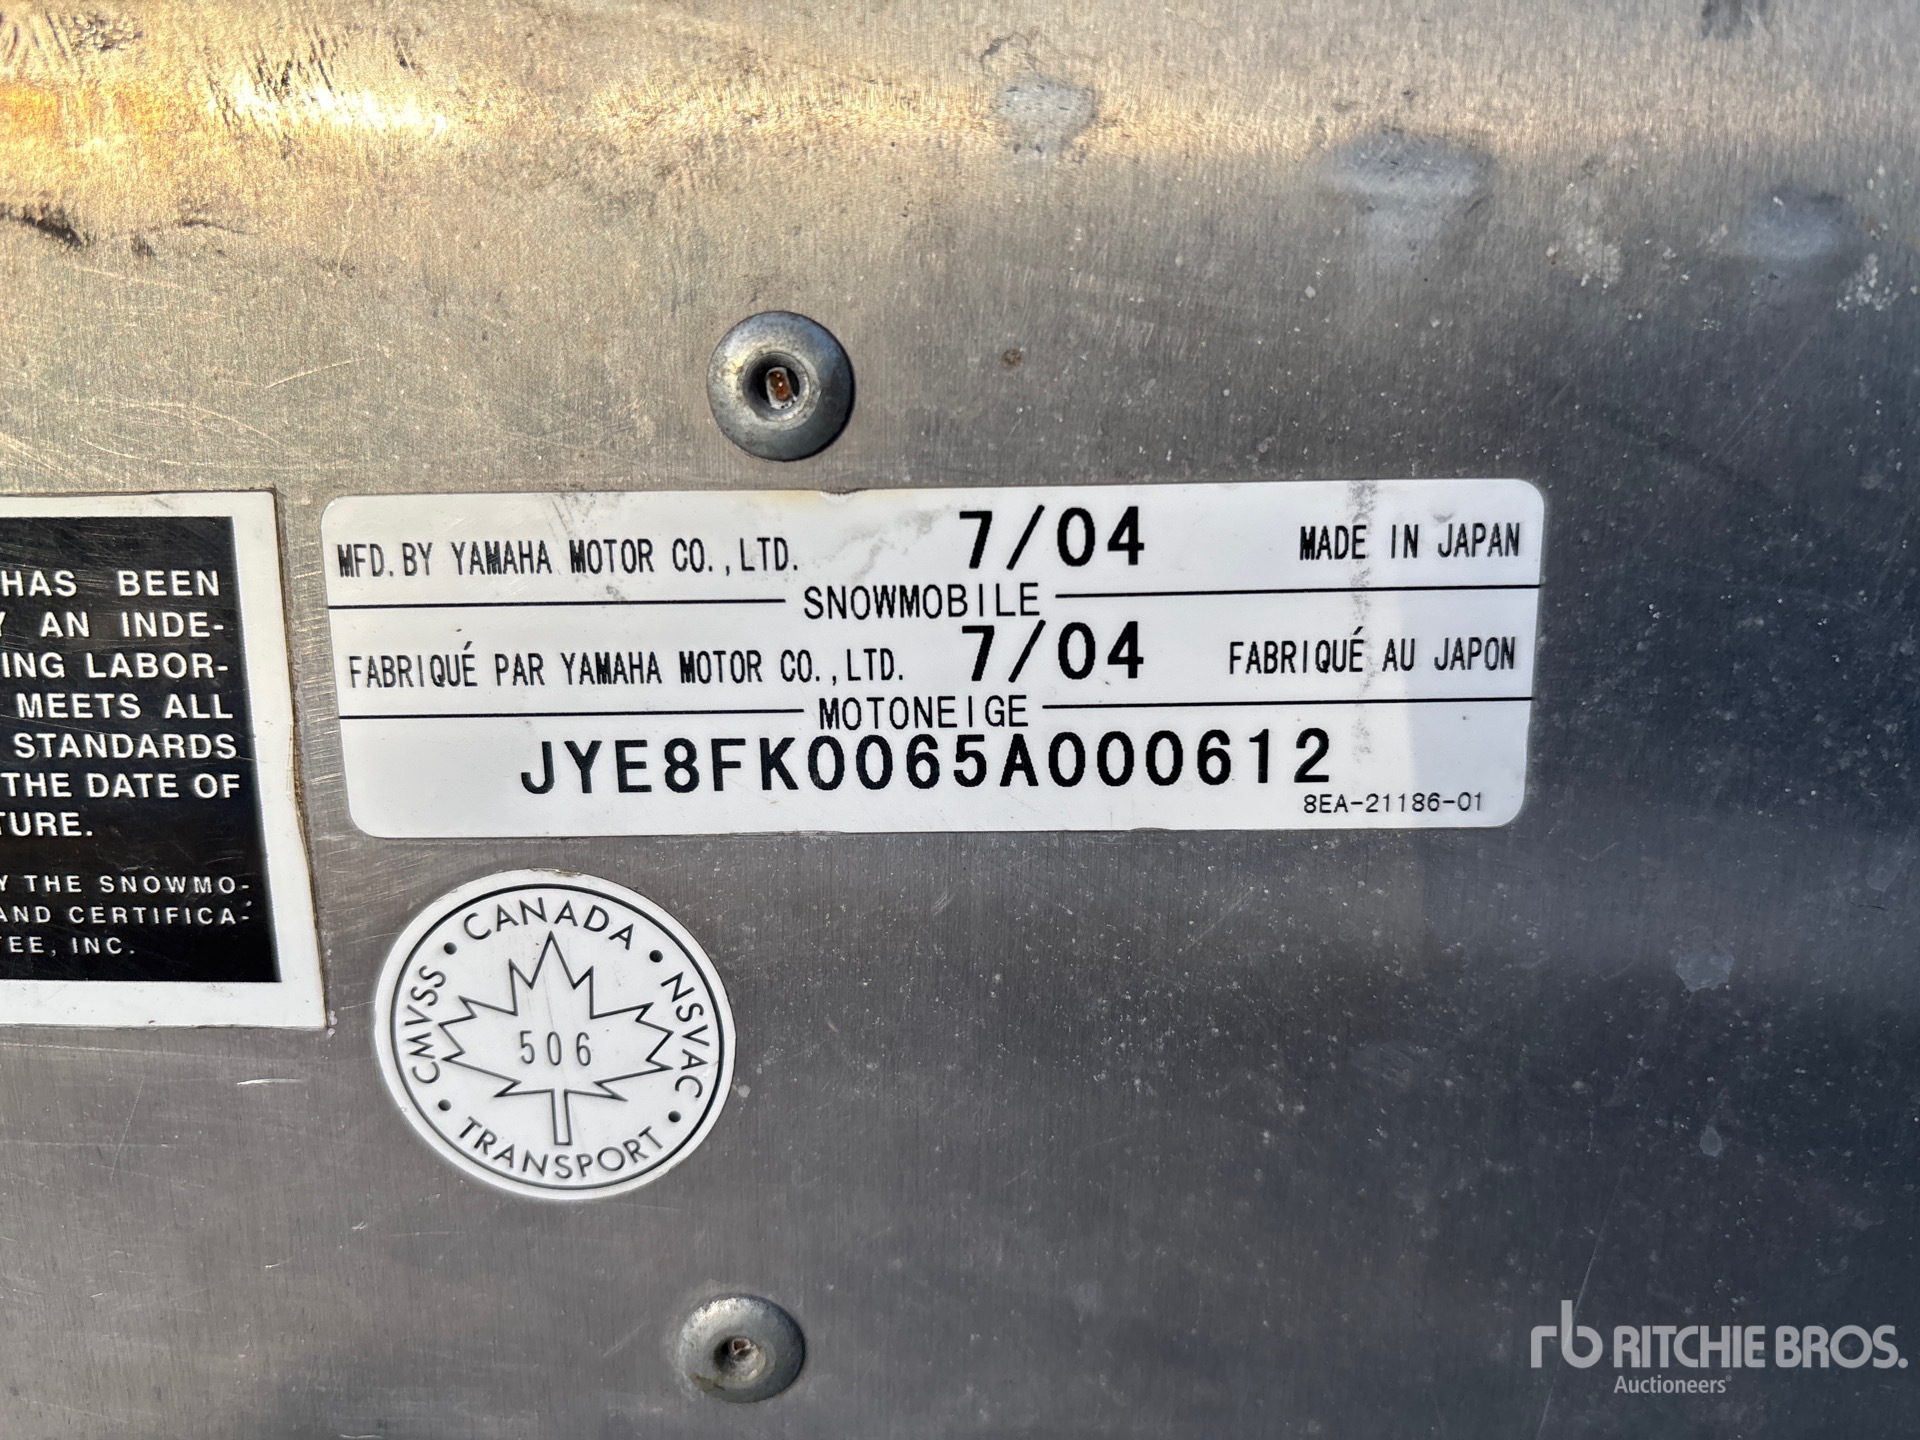 HAS BEEN
Y AN INDE-
ING LABOR-
MEETS ALL
STANDARDS
THE DATE OF
TURE.
Y THE SNOWMO-
AND CERTIFICA-
TEE, INC.
MFD. BY YAMAHA MOTOR CO., LTD. 7/04 MADE IN JAPAN
SNOWMOBILE
FABRIQUÉ PAR YAMAHA MOTOR CO., LTD. 7/04 FABRIQUÉ AU JAPON
MOTONEIGE
JYE8FK0065A000612
8EA-21186-01
CANADA
CMVSS
NSVAC
506
TRANSPORT
rb RITCHIE BROS.
Auctioneers